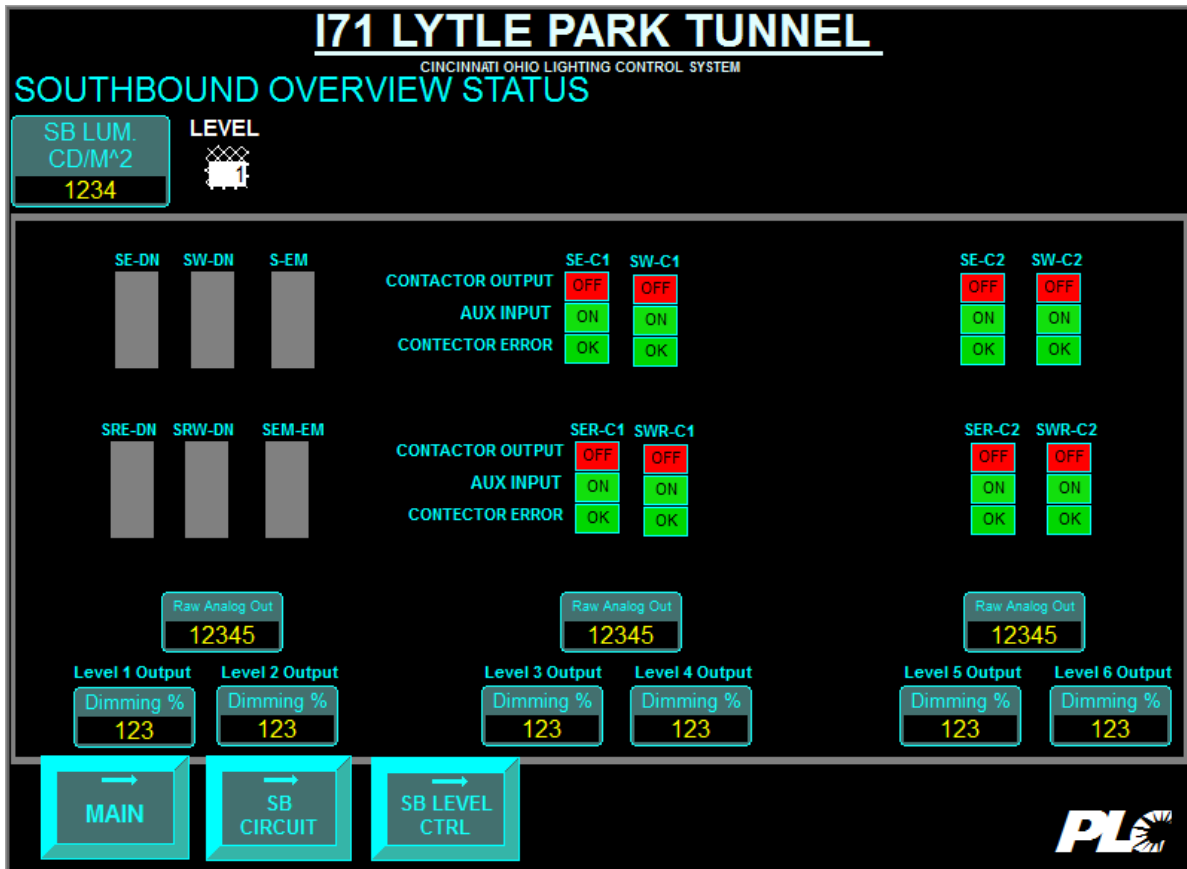 I71 LYTLE PARK TUNNEL
CINCINNATI OHIO LIGHTING CONTROL SYSTEM
SOUTHBOUND OVERVIEW STATUS
SB LUM.
CD/M^2
1234
LEVEL
1
SE-DN SW-DN S-EM SE-C1 SW-C1 SE-C2 SW-C2
CONTACTOR OUTPUT OFF OFF OFF OFF
AUX INPUT ON ON ON ON
CONTECTOR ERROR OK OK OK OK
SRE-DN SRW-DN SEM-EM SER-C1 SWR-C1 SER-C2 SWR-C2
CONTACTOR OUTPUT OFF OFF OFF OFF
AUX INPUT ON ON ON ON
CONTECTOR ERROR OK OK OK OK
Raw Analog Out Raw Analog Out Raw Analog Out
12345 12345 12345
Level 1 Output Level 2 Output Level 3 Output Level 4 Output Level 5 Output Level 6 Output
Dimming % Dimming % Dimming % Dimming % Dimming % Dimming %
123 123 123 123 123 123
MAIN
SB
CIRCUIT
SB LEVEL
CTRL
PLC